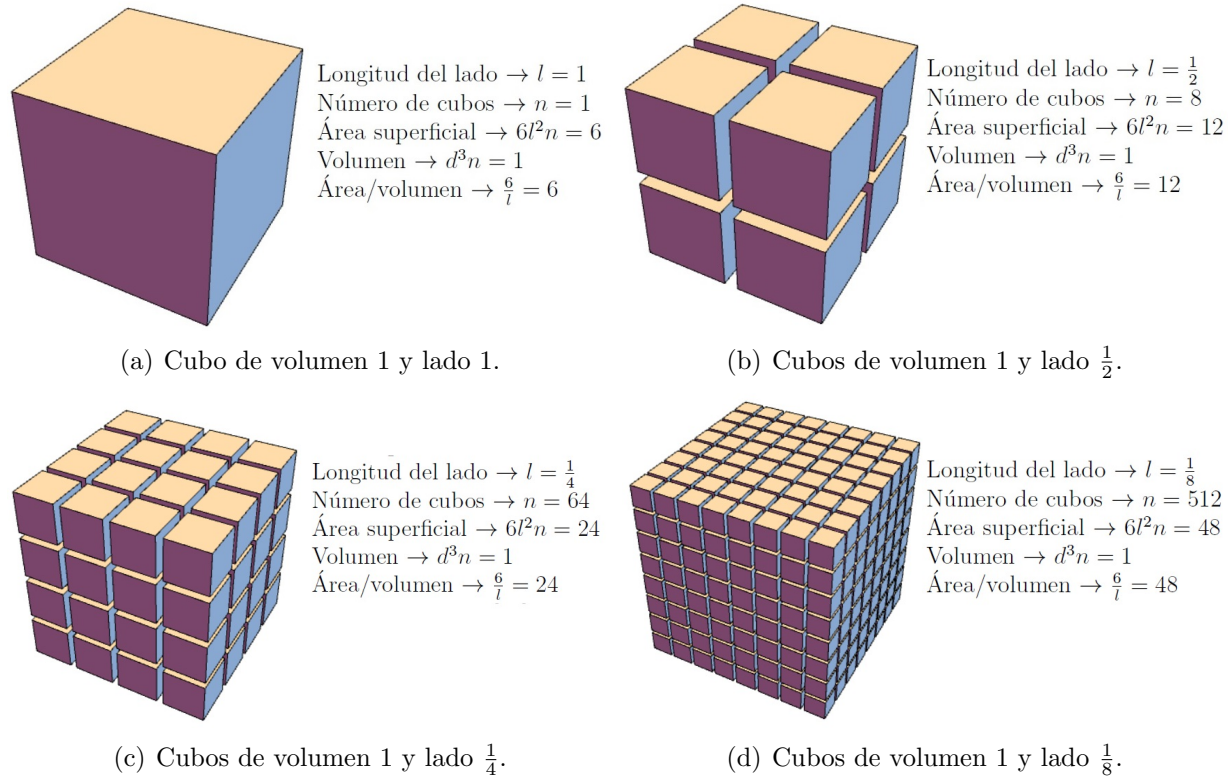 Longitud del lado → l = 1
Número de cubos → n = 1
Área superficial → 6l²n = 6
Volumen → d³n = 1
Área/volumen → 6/l = 6
(a) Cubo de volumen 1 y lado 1.
Longitud del lado → l = 1/2
Número de cubos → n = 8
Área superficial → 6l²n = 12
Volumen → d³n = 1
Área/volumen → 6/l = 12
(b) Cubos de volumen 1 y lado 1/2.
Longitud del lado → l = 1/4
Número de cubos → n = 64
Área superficial → 6l²n = 24
Volumen → d³n = 1
Área/volumen → 6/l = 24
(c) Cubos de volumen 1 y lado 1/4.
Longitud del lado → l = 1/8
Número de cubos → n = 512
Área superficial → 6l²n = 48
Volumen → d³n = 1
Área/volumen → 6/l = 48
(d) Cubos de volumen 1 y lado 1/8.